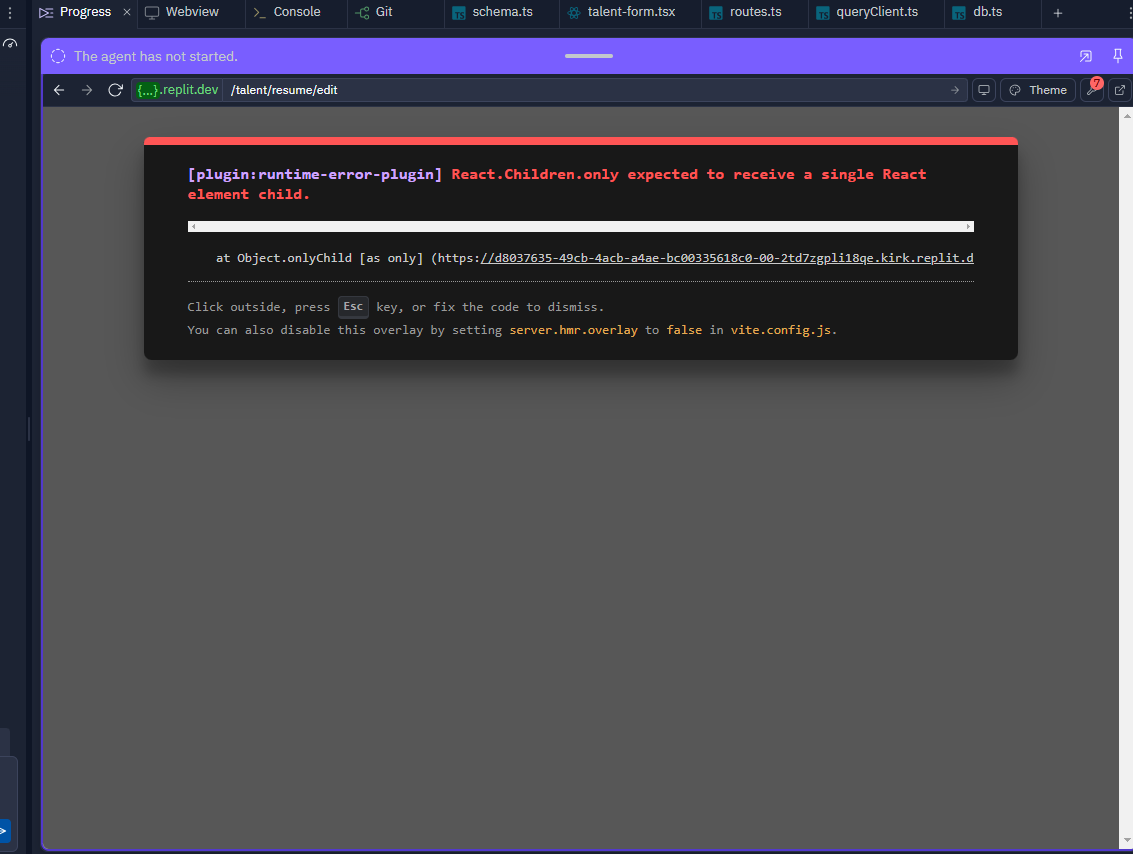 Progress
Webview
Console
Git
TS schema.ts
talent-form.tsx
TS routes.ts
TS queryClient.ts
TS db.ts
The agent has not started.
{...}.replit.dev /talent/resume/edit
Theme
7
[plugin:runtime-error-plugin] React.Children.only expected to receive a single React
element child.
at Object.onlyChild [as only] (https://d8037635-49cb-4acb-a4ae-bc00335618c0-00-2td7zgpli18qe.kirk.replit.d
Click outside, press Esc key, or fix the code to dismiss.
You can also disable this overlay by setting server.hmr.overlay to false in vite.config.js.